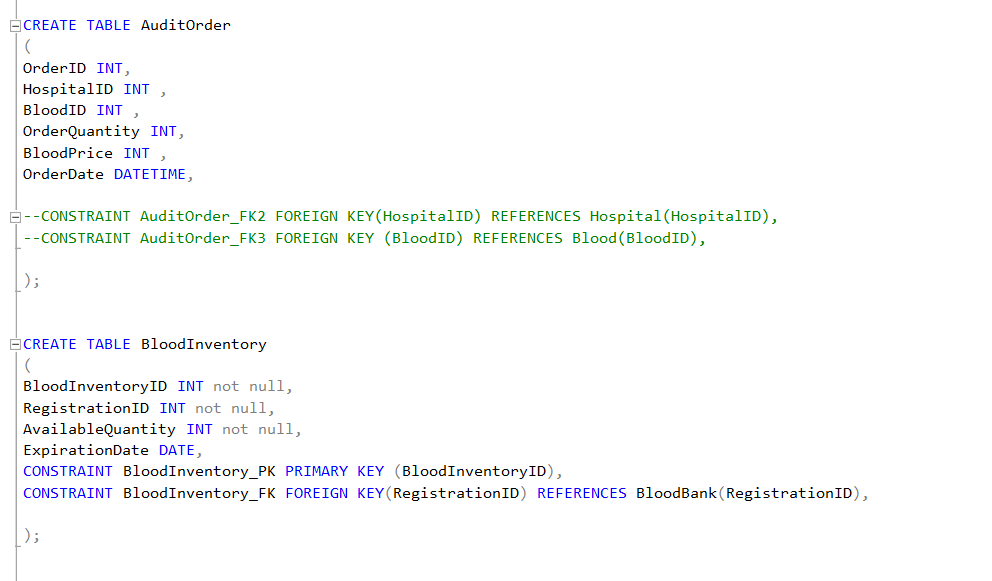 CREATE TABLE AuditOrder
(
OrderID INT,
HospitalID INT ,
BloodID INT ,
OrderQuantity INT,
BloodPrice INT ,
OrderDate DATETIME,
--CONSTRAINT AuditOrder_FK2 FOREIGN KEY(HospitalID) REFERENCES Hospital(HospitalID),
--CONSTRAINT AuditOrder_FK3 FOREIGN KEY (BloodID) REFERENCES Blood(BloodID),
);
CREATE TABLE BloodInventory
(
BloodInventoryID INT not null,
RegistrationID INT not null,
AvailableQuantity INT not null,
ExpirationDate DATE,
CONSTRAINT BloodInventory_PK PRIMARY KEY (BloodInventoryID),
CONSTRAINT BloodInventory_FK FOREIGN KEY(RegistrationID) REFERENCES BloodBank(RegistrationID),
);